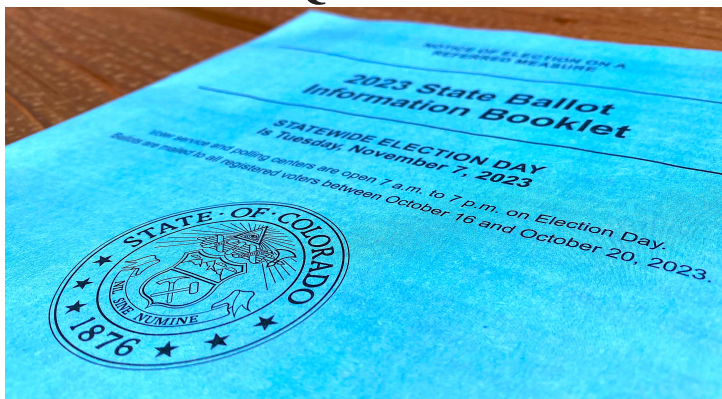 NOTICE OF ELECTION ON A
REFERRED MEASURE
2023 State Ballot
Information Booklet
STATEWIDE ELECTION DAY
is Tuesday, November 7, 2023
Voter service and polling centers are open 7 a.m. to 7 p.m. on Election Day.
Ballots are mailed to all registered voters between October 16 and October 20, 2023.
STATE · OF · COLORADO
NIL SINE NUMINE
1876